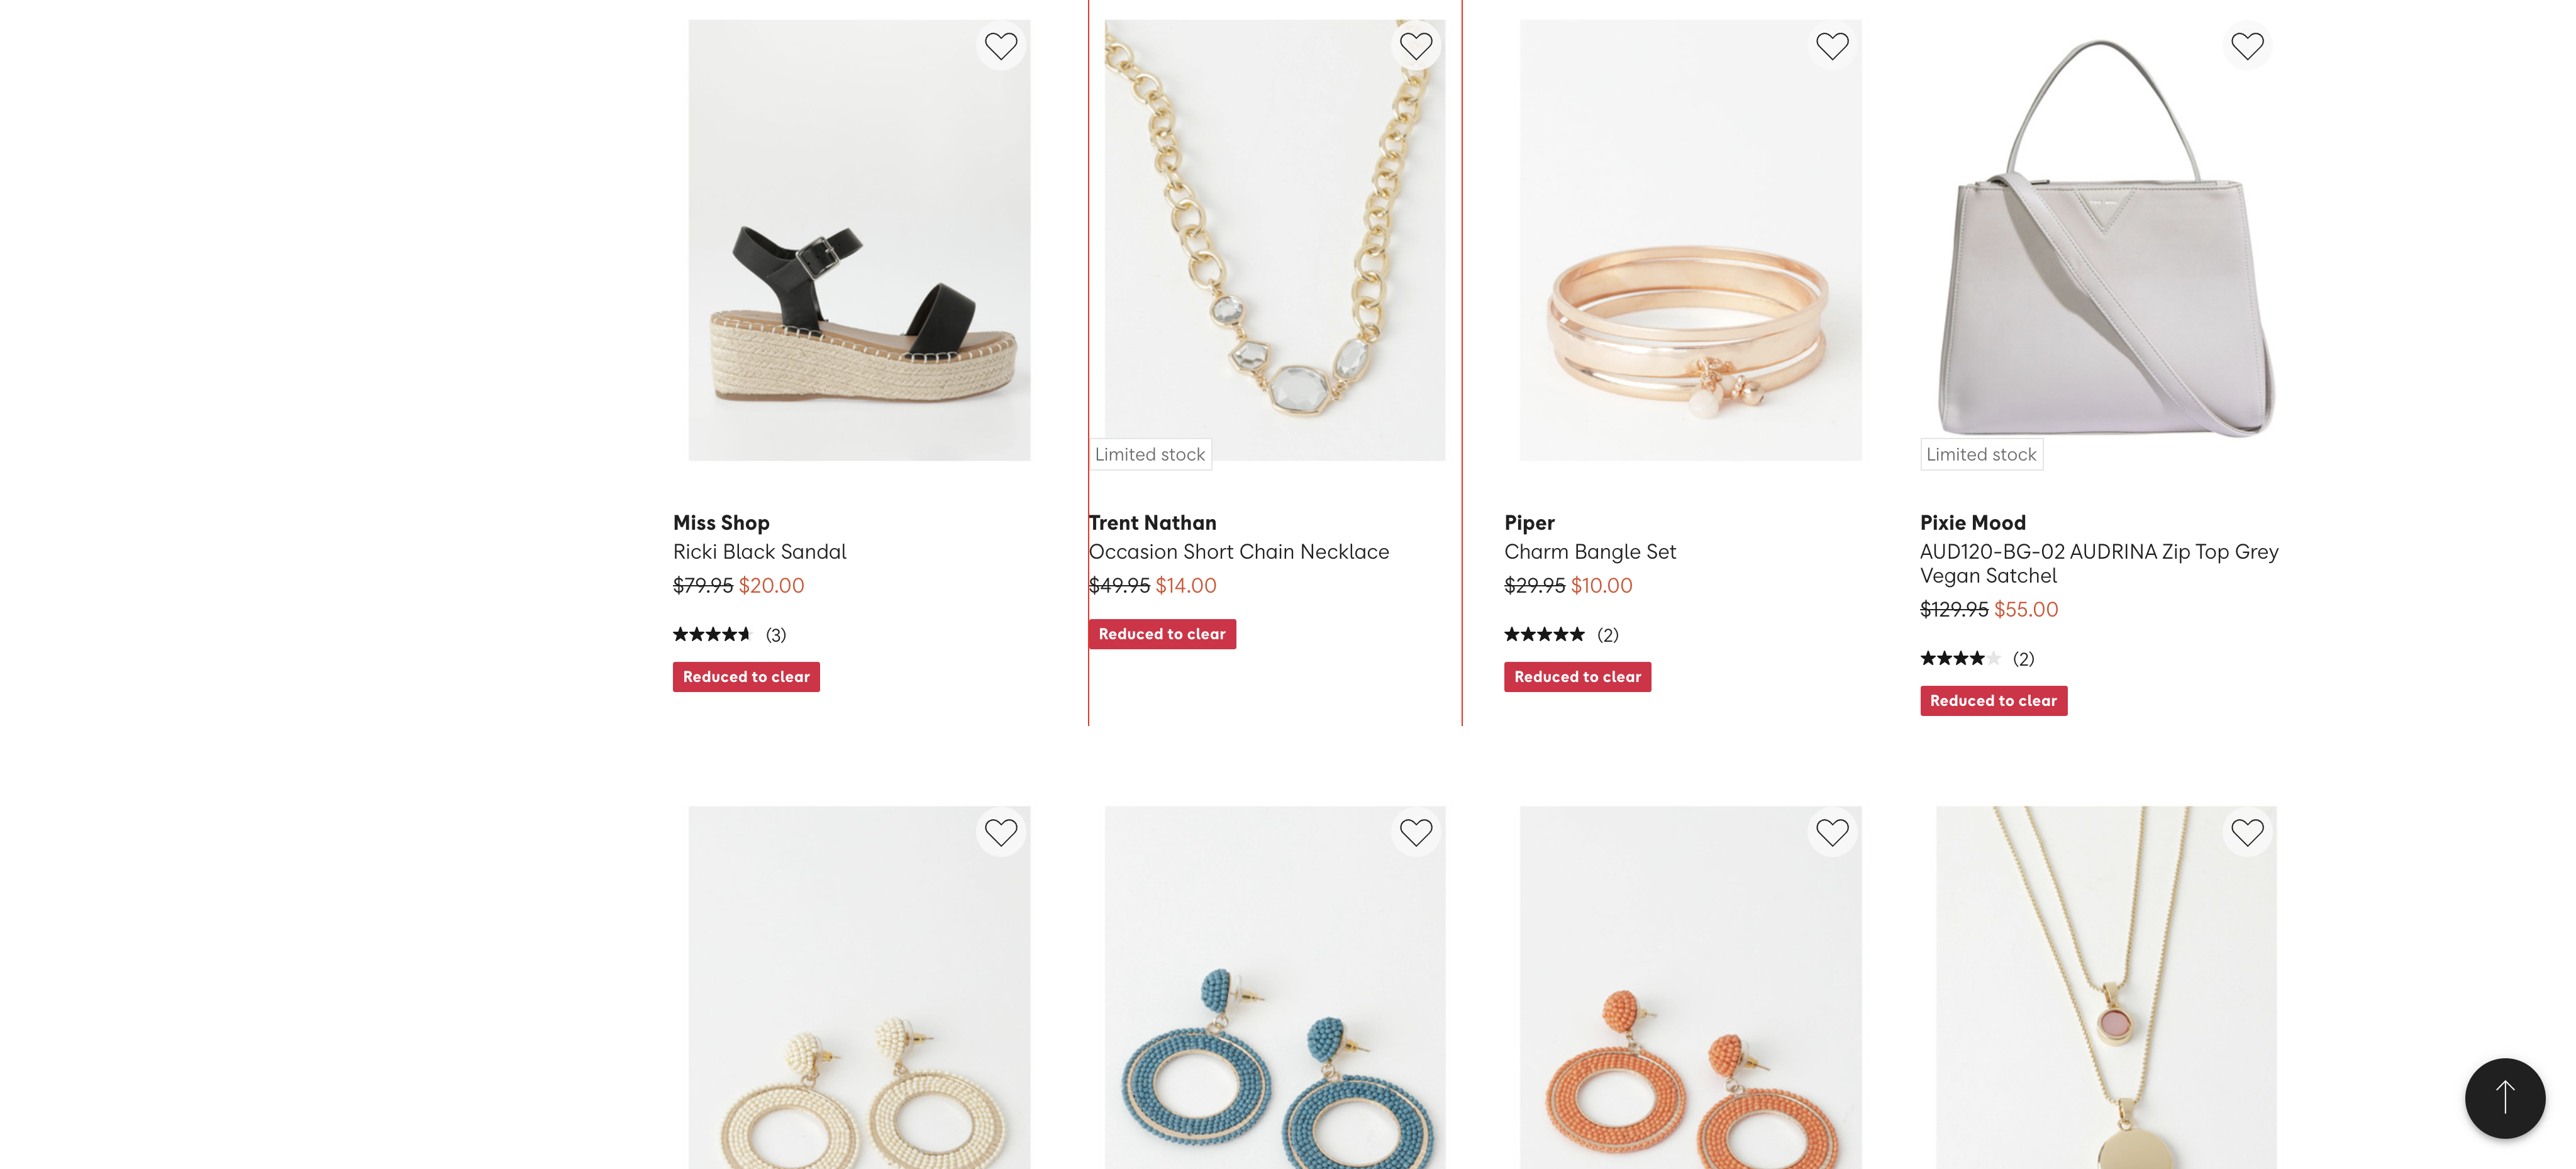 Limited stock
Limited stock
Miss Shop
Ricki Black Sandal
$79.95 $20.00
(3)
Reduced to clear
Trent Nathan
Occasion Short Chain Necklace
$49.95 $14.00
Reduced to clear
Piper
Charm Bangle Set
$29.95 $10.00
(2)
Reduced to clear
Pixie Mood
AUD120-BG-02 AUDRINA Zip Top Grey
Vegan Satchel
$129.95 $55.00
(2)
Reduced to clear